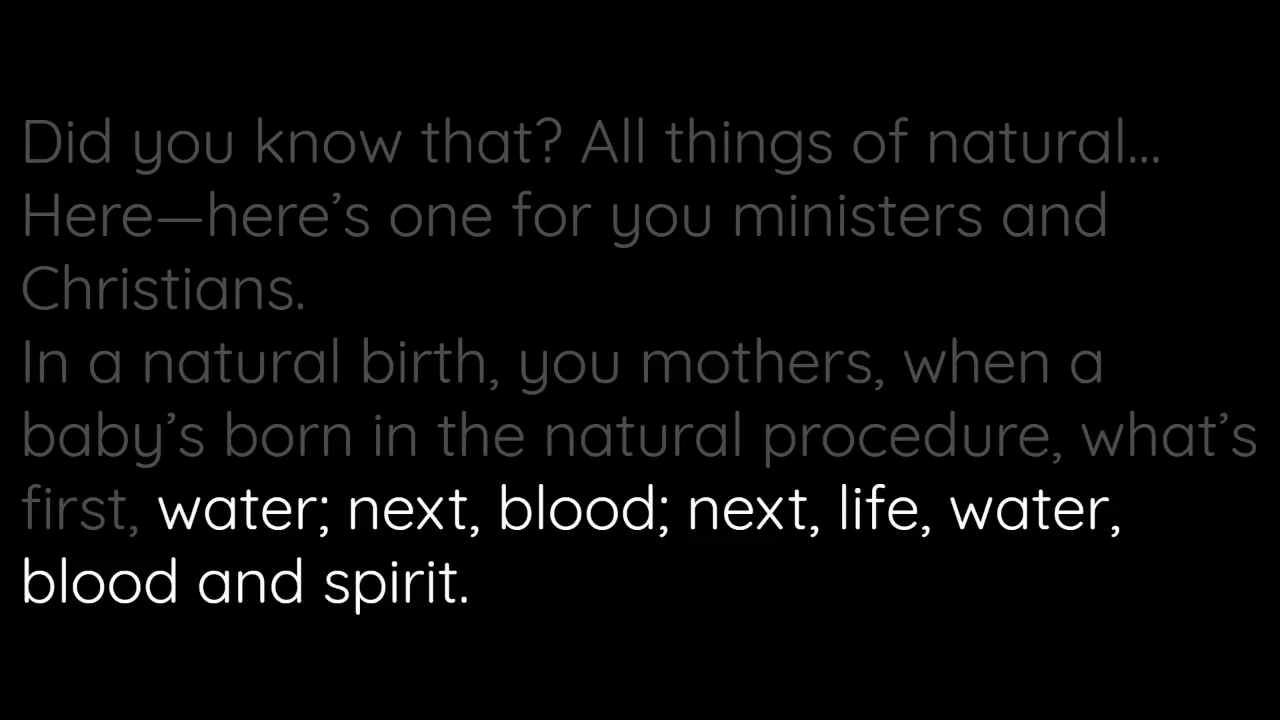 Did you know that? All things of natural...
Here—here’s one for you ministers and
Christians.
In a natural birth, you mothers, when a
baby’s born in the natural procedure, what’s
first, water; next, blood; next, life, water,
blood and spirit.